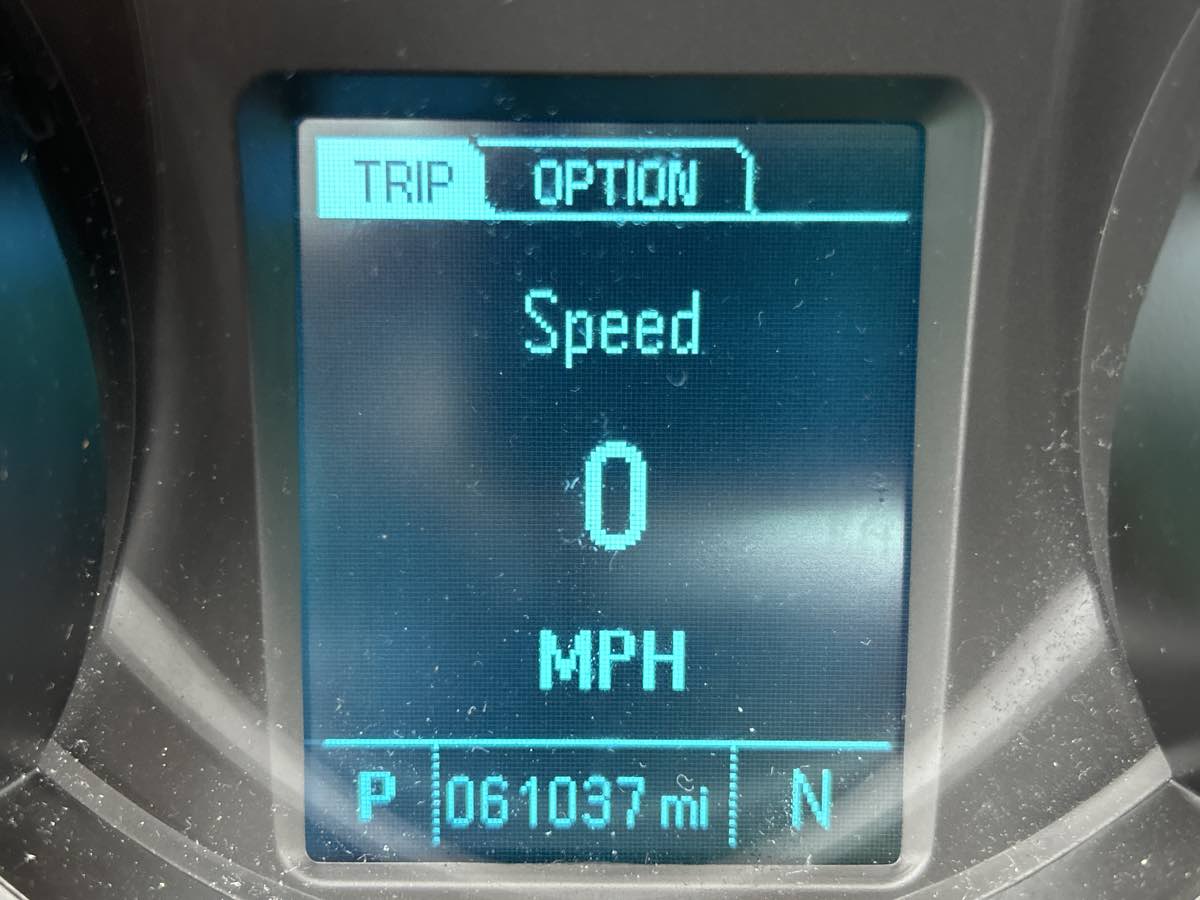 TRIP OPTION
Speed
0
MPH
P 061037 mi N